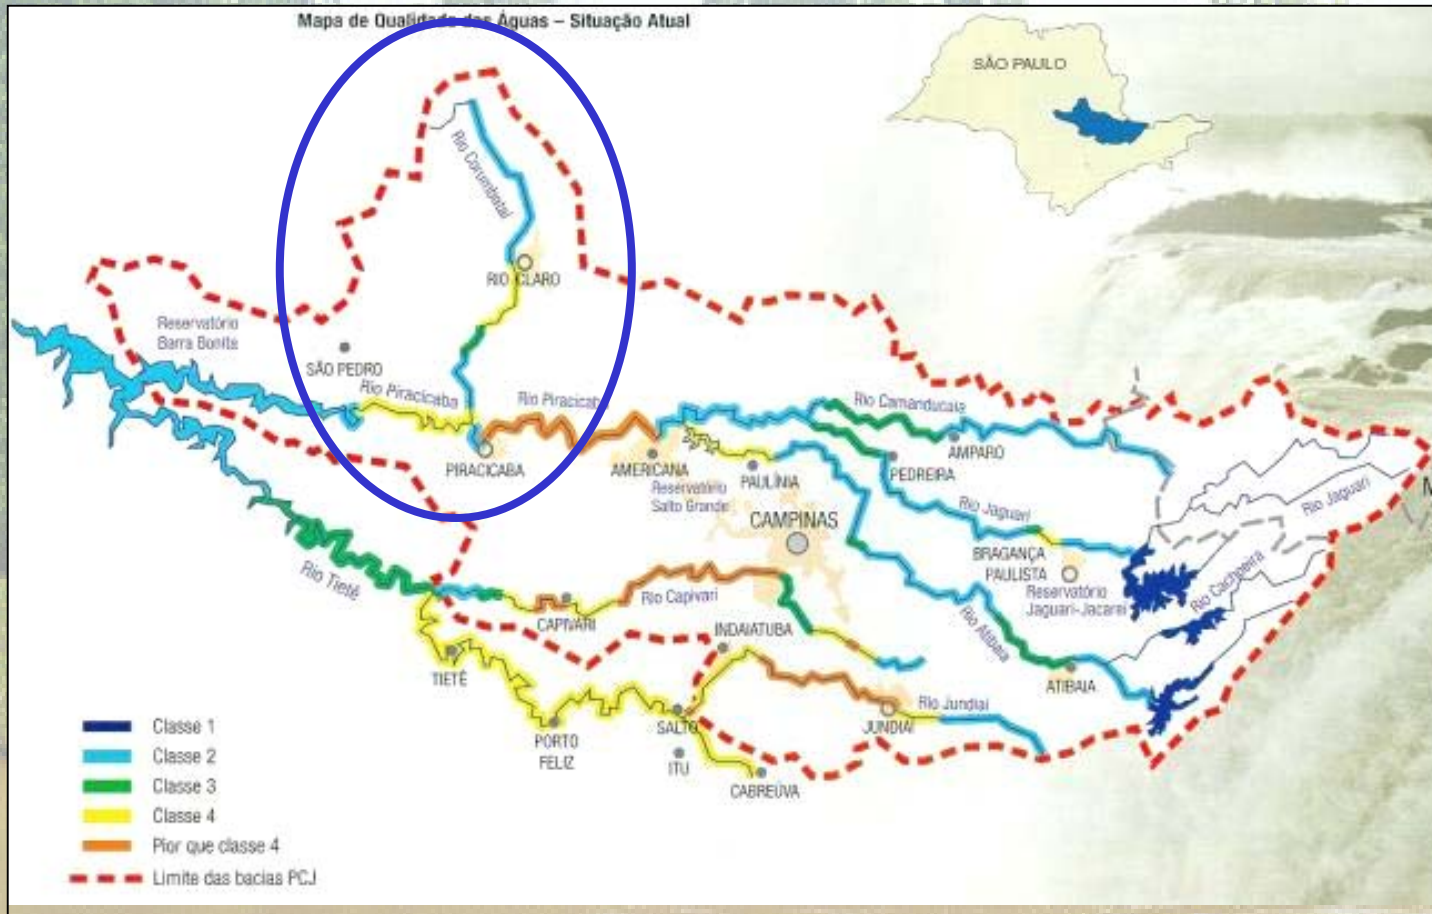 Mapa de Qualidade das Águas – Situação Atual
SÃO PAULO
Rio Corumbataí
RIO CLARO
Reservatório
Barra Bonita
SÃO PEDRO
Rio Piracicaba
Rio Piracicaba
Rio Camanducaia
PIRACICABA
AMERICANA
Reservatório
Salto Grande
PAULÍNIA
PEDREIRA
AMPARO
CAMPINAS
Rio Jaguari
Rio Jaguari
M
BRAGANÇA
PAULISTA
Reservatório
Jaguari-Jacareí
Rio Cachoeira
Rio Tietê
Rio Capivari
CAPIVARI
INDAIATUBA
Rio Atibaia
ATIBAIA
TIETÊ
Rio Jundiaí
JUNDIAÍ
SALTO
PORTO
FELIZ
ITU
CABREÚVA
Classe 1
Classe 2
Classe 3
Classe 4
Pior que classe 4
Limite das bacias PCJ